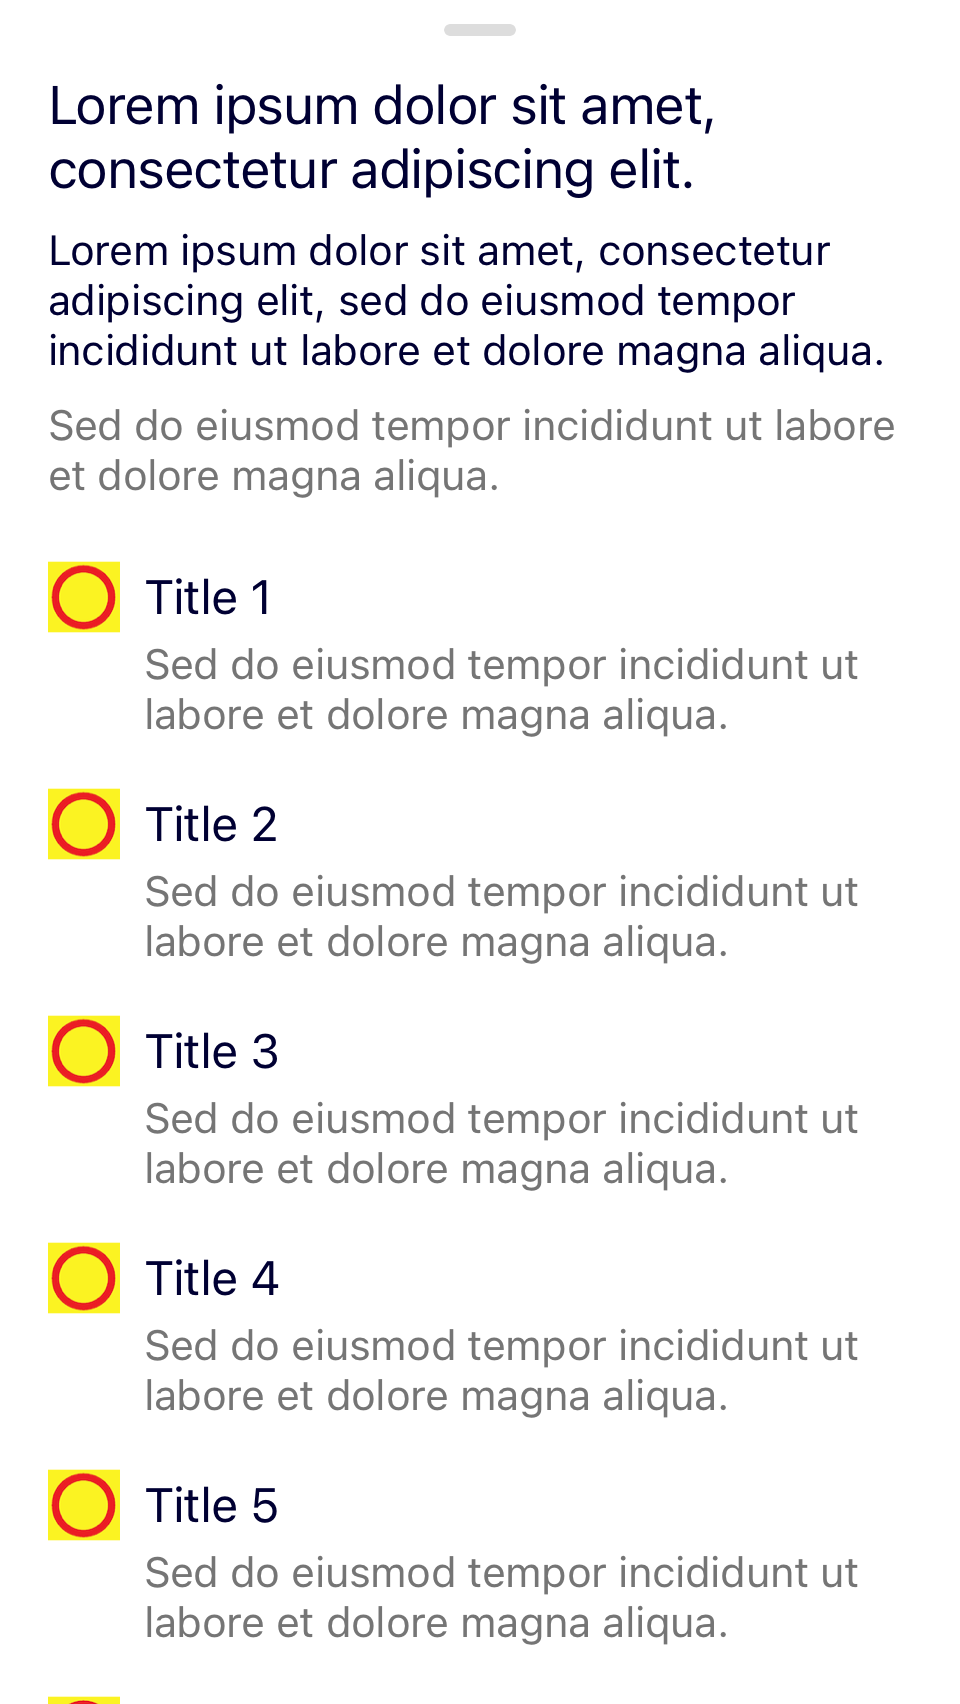 Lorem ipsum dolor sit amet,
consectetur adipiscing elit.
Lorem ipsum dolor sit amet, consectetur
adipiscing elit, sed do eiusmod tempor
incididunt ut labore et dolore magna aliqua.
Sed do eiusmod tempor incididunt ut labore
et dolore magna aliqua.
Title 1
Sed do eiusmod tempor incididunt ut
labore et dolore magna aliqua.
Title 2
Sed do eiusmod tempor incididunt ut
labore et dolore magna aliqua.
Title 3
Sed do eiusmod tempor incididunt ut
labore et dolore magna aliqua.
Title 4
Sed do eiusmod tempor incididunt ut
labore et dolore magna aliqua.
Title 5
Sed do eiusmod tempor incididunt ut
labore et dolore magna aliqua.